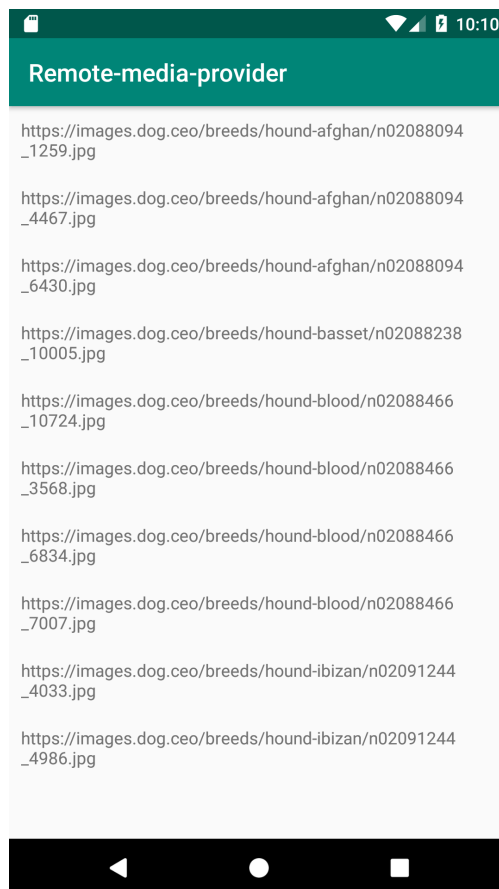 10:10
Remote-media-provider
https://images.dog.ceo/breeds/hound-afghan/n02088094
_1259.jpg
https://images.dog.ceo/breeds/hound-afghan/n02088094
_4467.jpg
https://images.dog.ceo/breeds/hound-afghan/n02088094
_6430.jpg
https://images.dog.ceo/breeds/hound-basset/n02088238
_10005.jpg
https://images.dog.ceo/breeds/hound-blood/n02088466
_10724.jpg
https://images.dog.ceo/breeds/hound-blood/n02088466
_3568.jpg
https://images.dog.ceo/breeds/hound-blood/n02088466
_6834.jpg
https://images.dog.ceo/breeds/hound-blood/n02088466
_7007.jpg
https://images.dog.ceo/breeds/hound-ibizan/n02091244
_4033.jpg
https://images.dog.ceo/breeds/hound-ibizan/n02091244
_4986.jpg